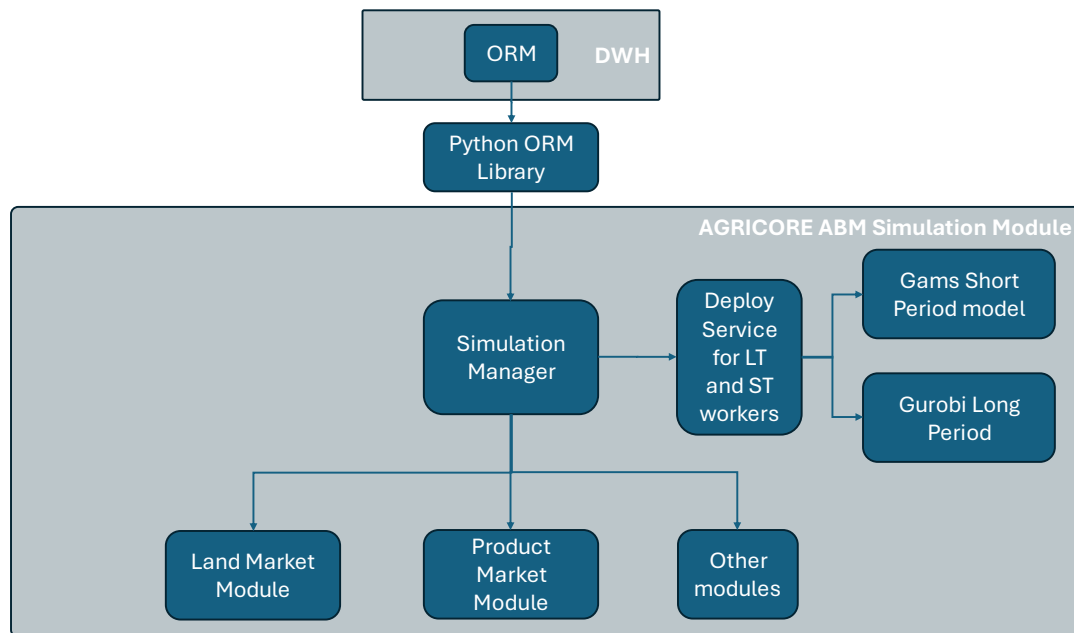 ORM
DWH
Python ORM
Library
AGRICORE ABM Simulation Module
Gams Short
Period model
Deploy
Service
for LT
and ST
workers
Simulation
Manager
Gurobi Long
Period
Land Market
Module
Product
Market
Module
Other
modules